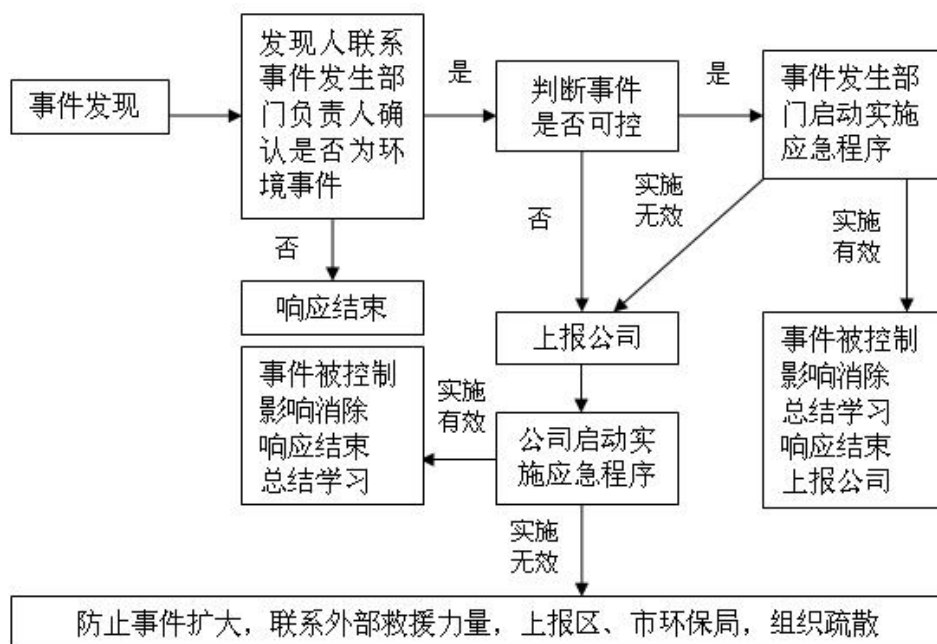 事件发现
发现人联系
事件发生部
门负责人确
认是否为环
境事件
是
判断事件
是否可控
是
事件发生部
门启动实施
应急程序
否
响应结束
否
实施
无效
实施
有效
上报公司
事件被控制
影响消除
响应结束
总结学习
实施
有效
公司启动实
施应急程序
事件被控制
影响消除
总结学习
响应结束
上报公司
实施
无效
防止事件扩大，联系外部救援力量，上报区、市环保局，组织疏散